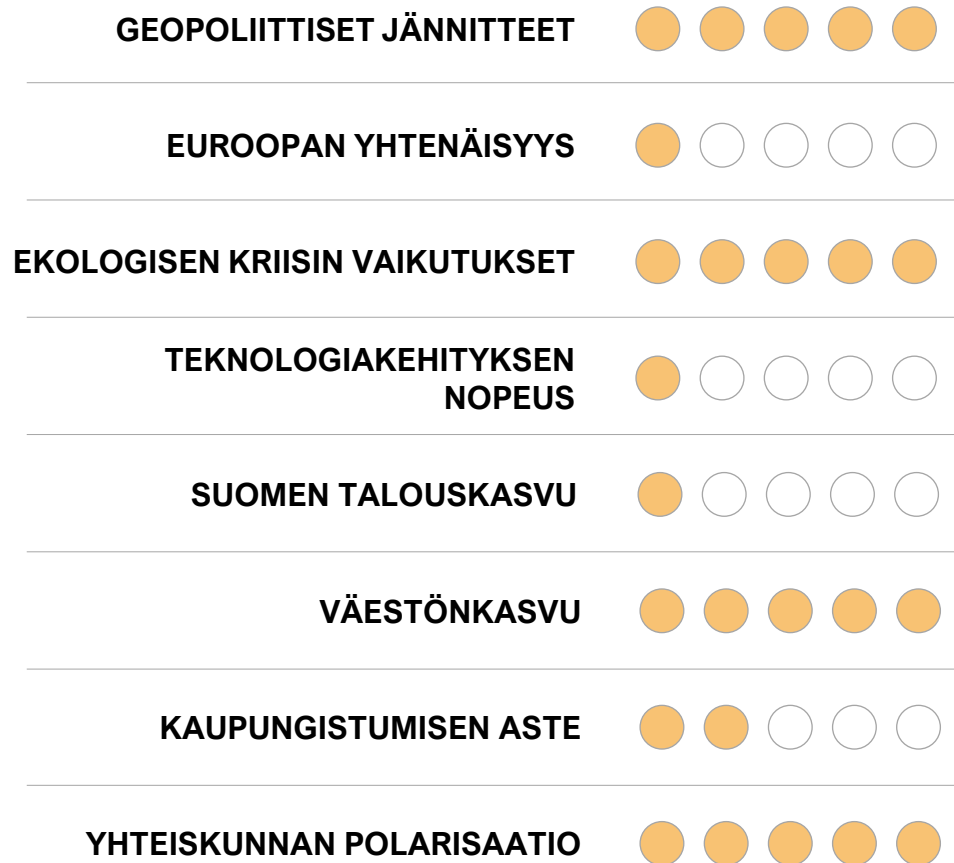 GEOPOLIITTISET JÄNNITTEET
EUROOPAN YHTENÄISYYS
EKOLOGISEN KRIISIN VAIKUTUKSET
TEKNOLOGIAKEHITYKSEN
NOPEUS
SUOMEN TALOUSKASVU
VÄESTÖNKASVU
KAUPUNGISTUMISEN ASTE
YHTEISKUNNAN POLARISAATIO